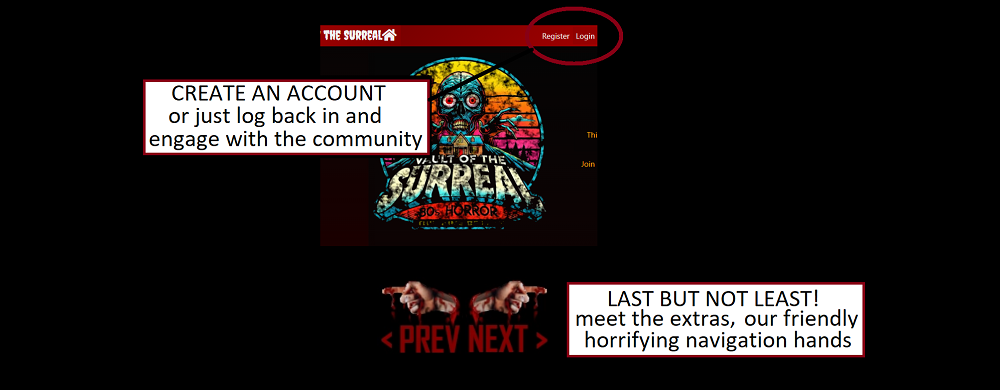 THE SURREAL
Register Login
CREATE AN ACCOUNT
or just log back in and
engage with the community
Thi
Join
VAULT OF THE
SURREAL
80s HORROR
LAST BUT NOT LEAST!
meet the extras, our friendly
horrifying navigation hands
< PREV NEXT >